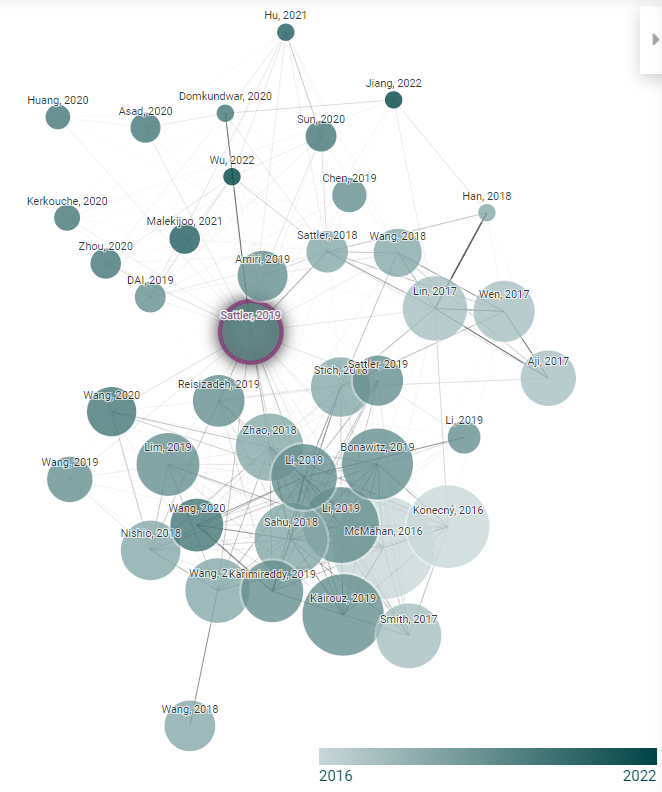 Hu, 2021
Jiang, 2022
Domkundwar, 2020
Huang, 2020
Asad, 2020
Sun, 2020
Wu, 2022
Chen, 2019
Han, 2018
Kerkouche, 2020
Malekijoo, 2021
Sattler, 2018
Wang, 2018
Zhou, 2020
Amiri, 2019
DAI, 2019
Lin, 2017
Wen, 2017
Sattler, 2019
Aji, 2017
Stich, 2018
Sattler, 2019
Reisizadeh, 2019
Wang, 2020
Li, 2019
Zhao, 2018
Lim, 2019
Bonawitz, 2019
Li, 2019
Wang, 2019
Wang, 2020
Li, 2019
Konecný, 2016
Sahu, 2018
McMahan, 2016
Nishio, 2018
Wang,
Karimireddy, 2019
Kairouz, 2019
Smith, 2017
Wang, 2018
2016
2022